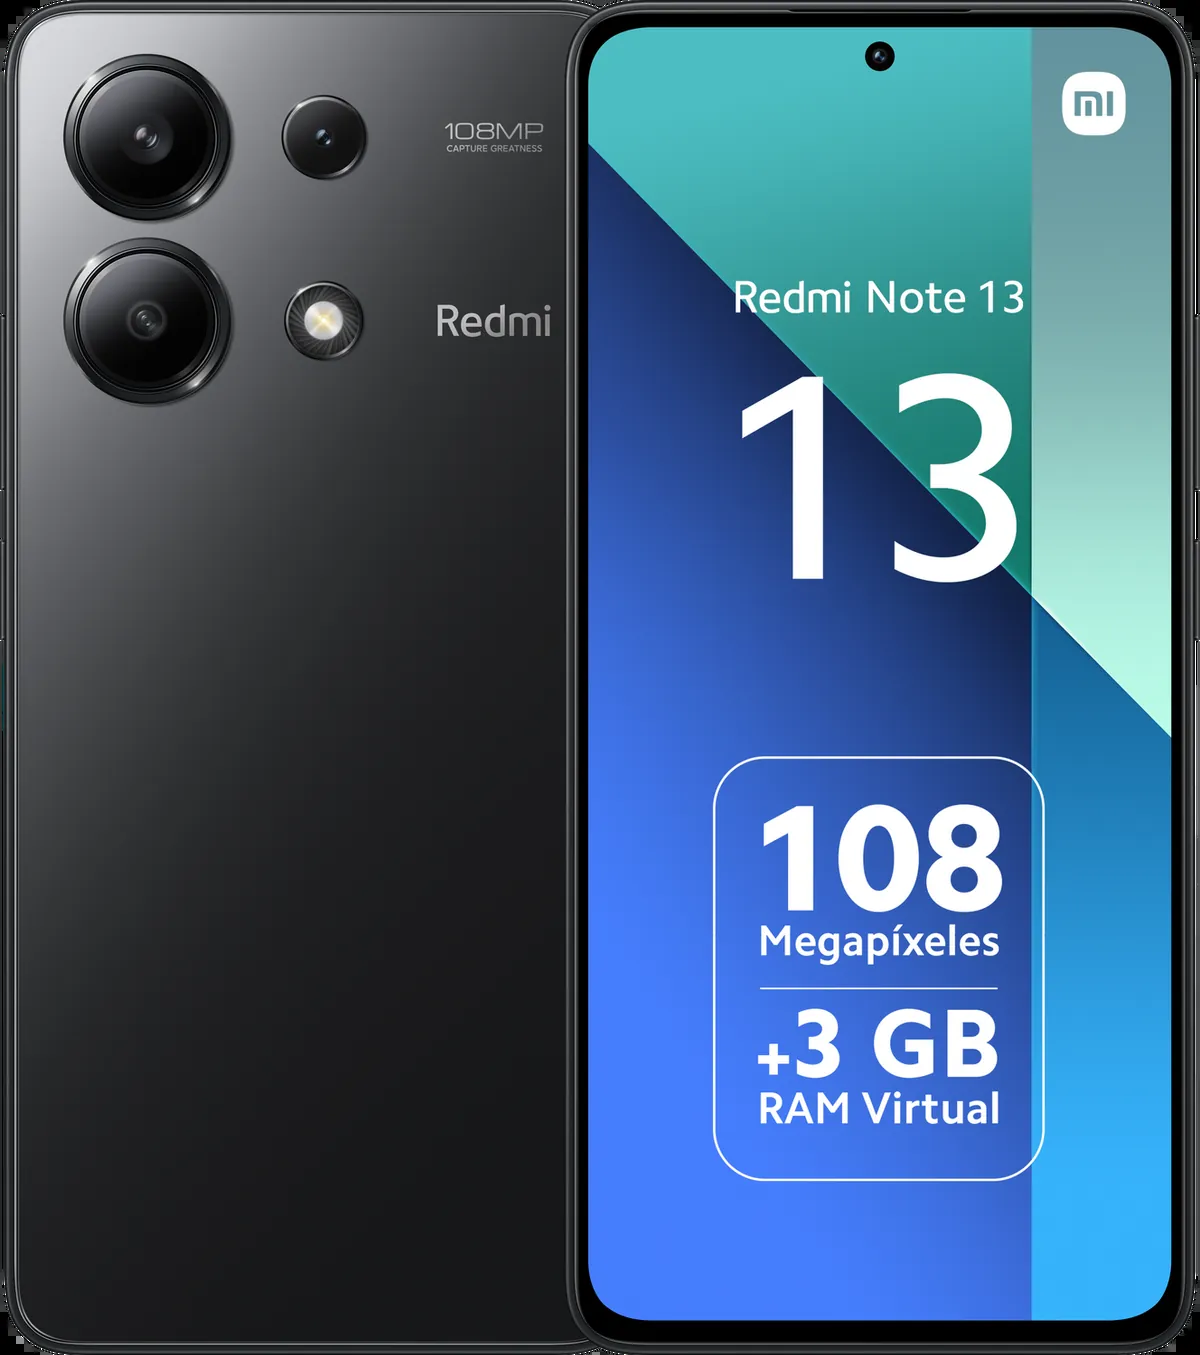 108MP
CAPTURE GREATNESS
Redmi
mi
Redmi Note 13
13
108
Megapíxeles
+3 GB
RAM Virtual